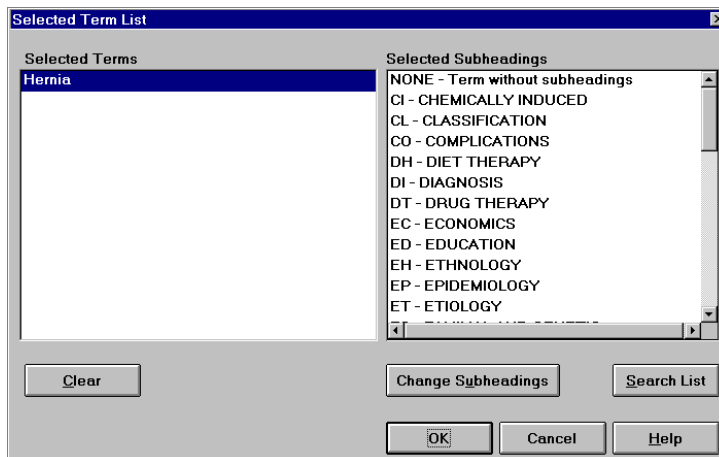 Selected Term List
Selected Terms
Hernia
Selected Subheadings
NONE - Term without subheadings
CI - CHEMICALLY INDUCED
CL - CLASSIFICATION
CO - COMPLICATIONS
DH - DIET THERAPY
DI - DIAGNOSIS
DT - DRUG THERAPY
EC - ECONOMICS
ED - EDUCATION
EH - ETHNOLOGY
EP - EPIDEMIOLOGY
ET - ETIOLOGY
Clear
Change Subheadings
Search List
OK
Cancel
Help